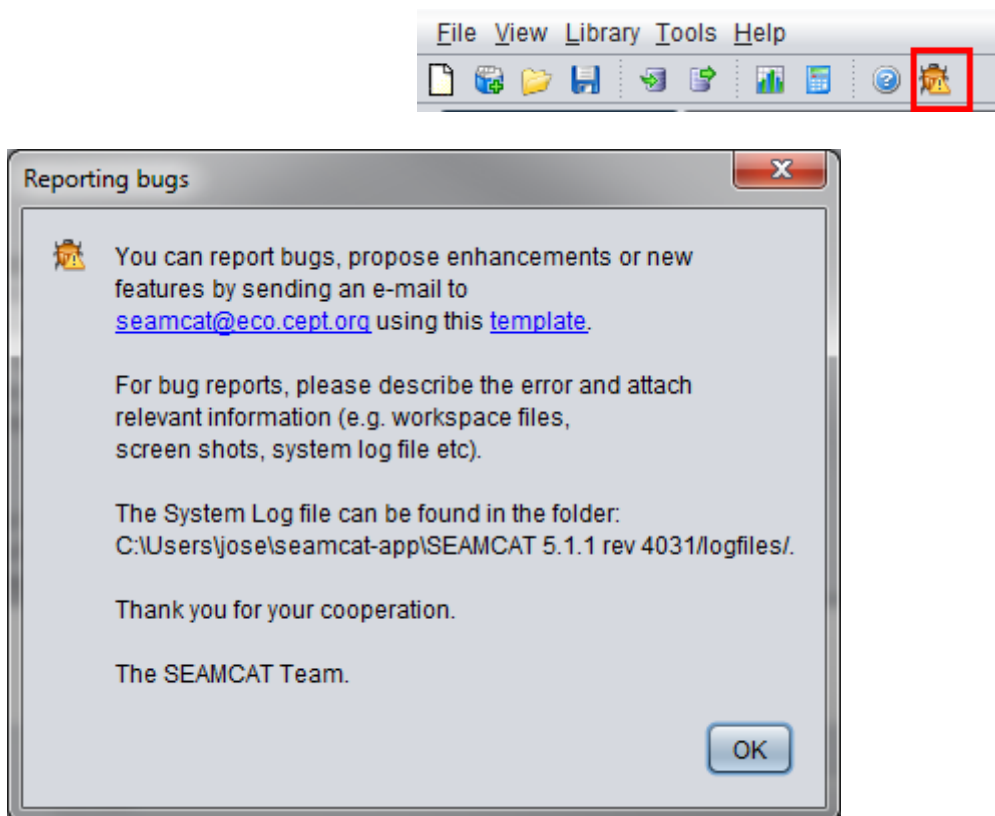 File View Library Tools Help
Reporting bugs
You can report bugs, propose enhancements or new
features by sending an e-mail to
seamcat@eco.cept.org using this template.
For bug reports, please describe the error and attach
relevant information (e.g. workspace files,
screen shots, system log file etc).
The System Log file can be found in the folder:
C:\Users\jose\seamcat-app\SEAMCAT 5.1.1 rev 4031/logfiles/.
Thank you for your cooperation.
The SEAMCAT Team.
OK